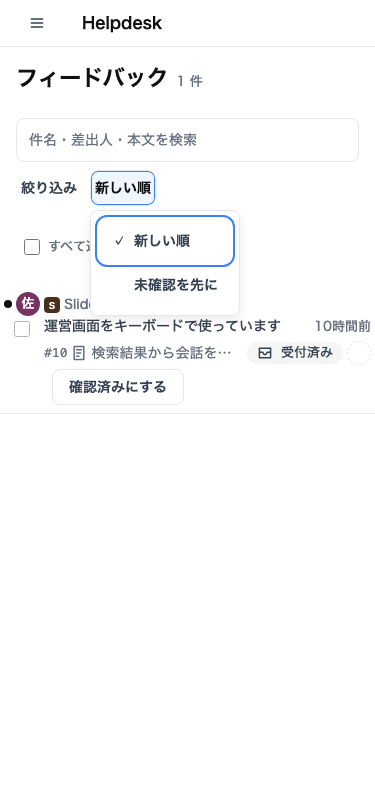 Helpdesk
フィードバック 1 件
件名・差出人・本文を検索
絞り込み 新しい順
✓ 新しい順
すべて
未確認を先に
佐 s Slid
運営画面をキーボードで使っています 10時間前
#10 検索結果から会話を… 受付済み
確認済みにする